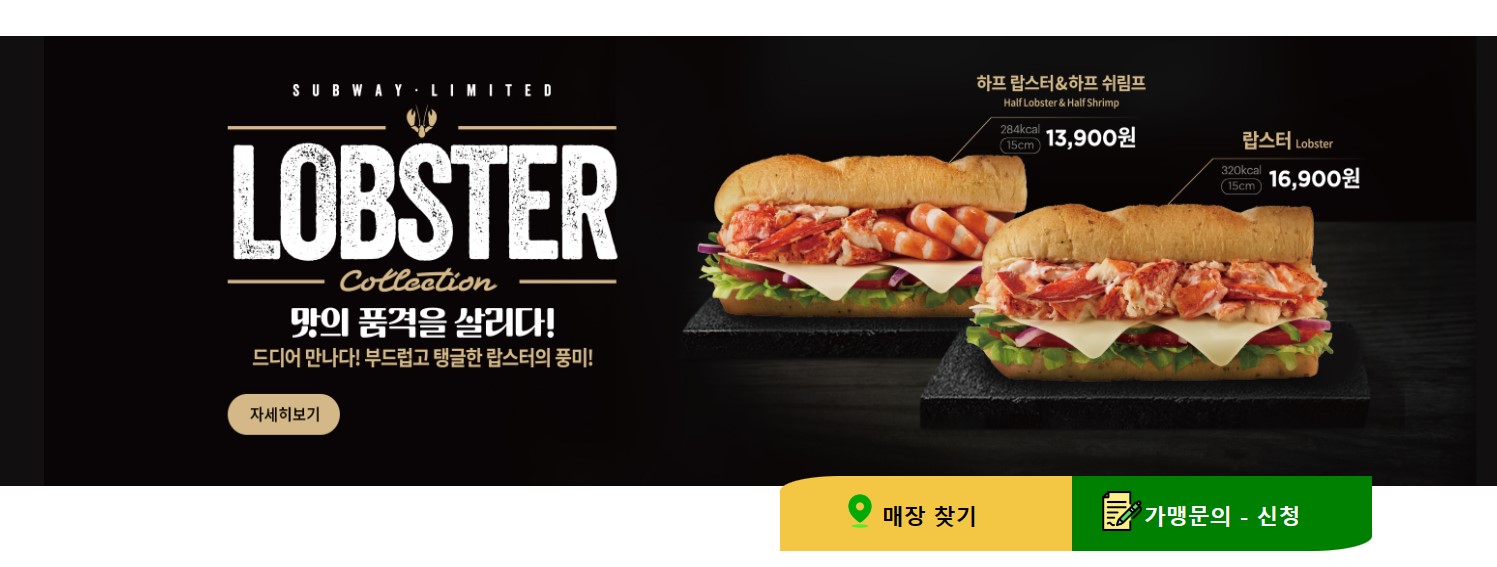 SUBWAY·LIMITED
LOBSTER
Collection
맛의 품격을 살리다!
드디어 만나다! 부드럽고 탱글한 랍스터의 풍미!
자세히보기
하프 랍스터&하프 쉬림프
Half Lobster & Half Shrimp
284kcal
15cm
13,900원
랍스터 Lobster
320kcal
15cm
16,900원
매장 찾기
가맹문의 - 신청